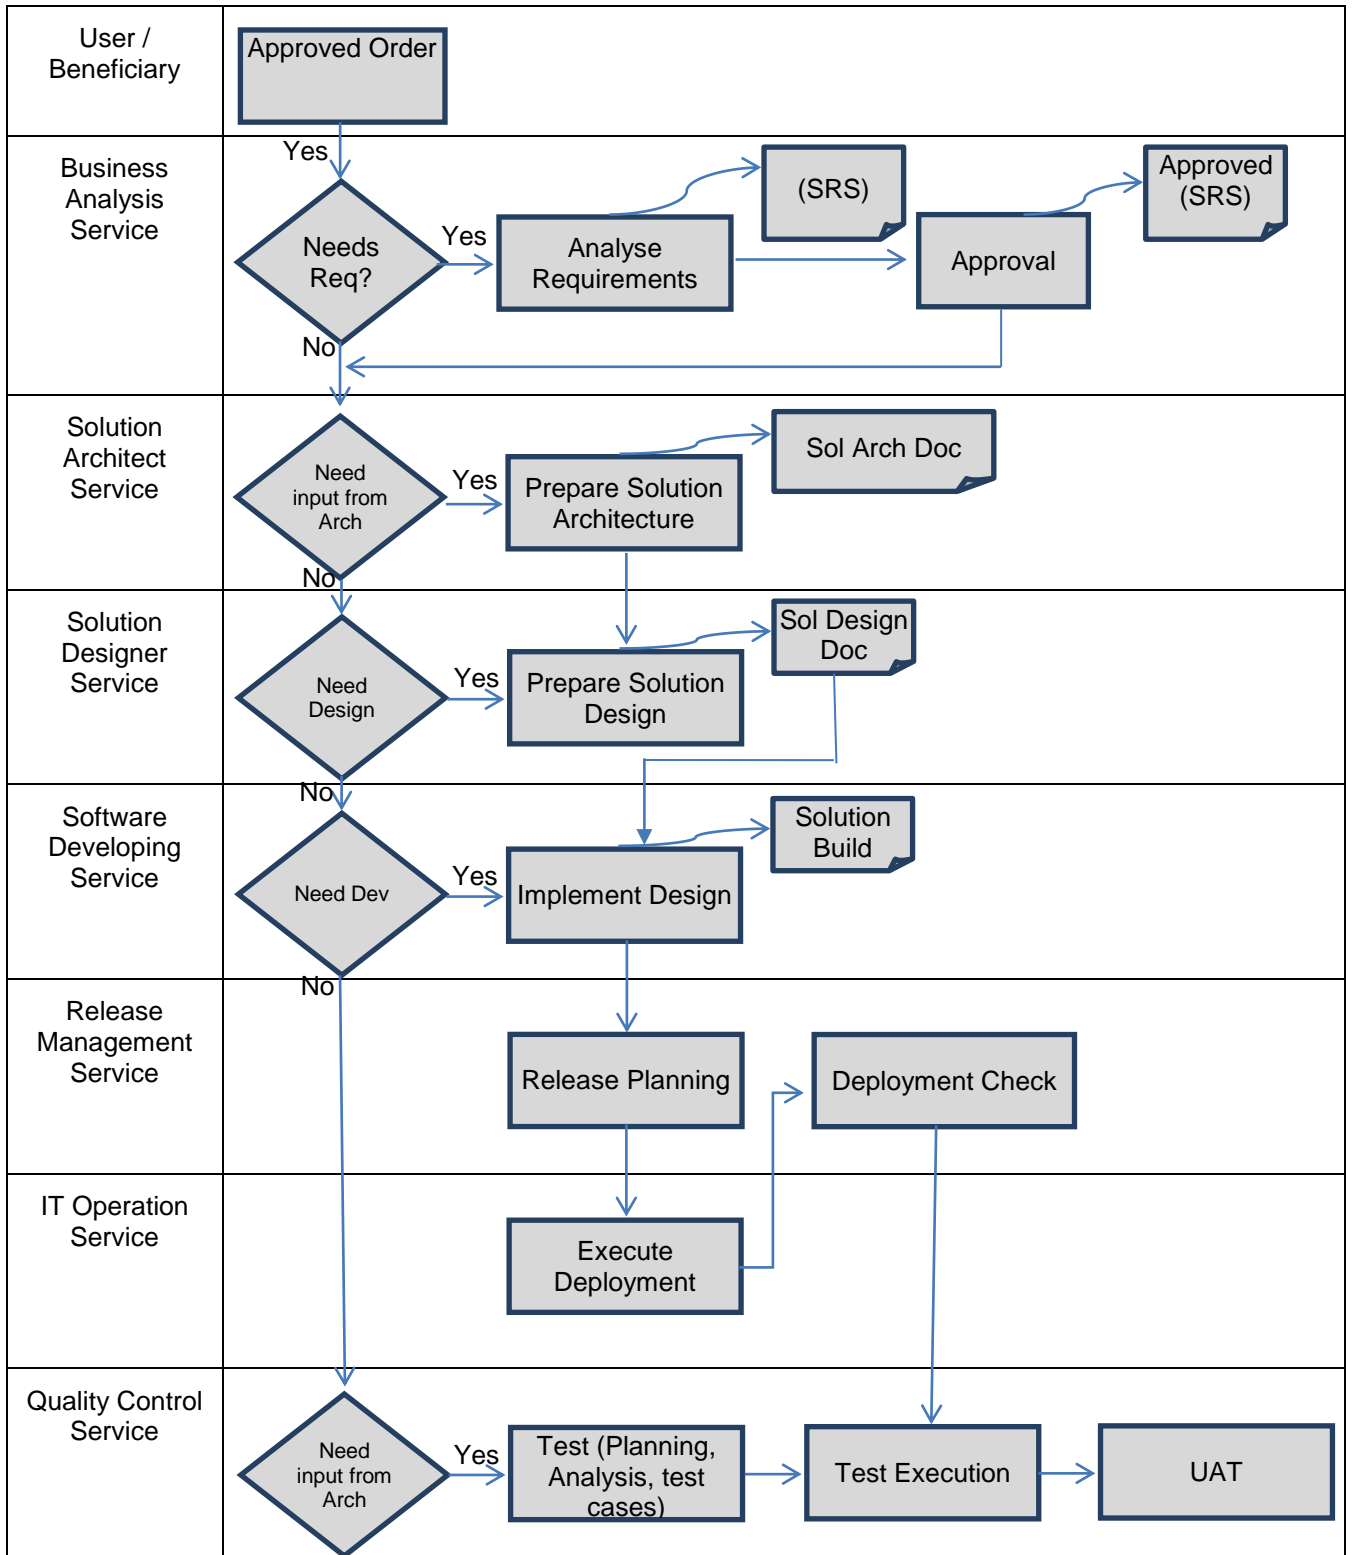 User /
Beneficiary
Approved Order
Business
Analysis
Service
Yes
Needs
Req?
Yes
Analyse
Requirements
(SRS)
Approval
Approved
(SRS)
No
Solution
Architect
Service
Need
input from
Arch
Yes
Prepare Solution
Architecture
Sol Arch Doc
No
Solution
Designer
Service
Need
Design
Yes
Prepare Solution
Design
Sol Design
Doc
No
Software
Developing
Service
Need Dev
Yes
Implement Design
Solution
Build
No
Release
Management
Service
Release Planning
Deployment Check
IT Operation
Service
Execute
Deployment
Quality Control
Service
Need
input from
Arch
Yes
Test (Planning,
Analysis, test
cases)
Test Execution
UAT